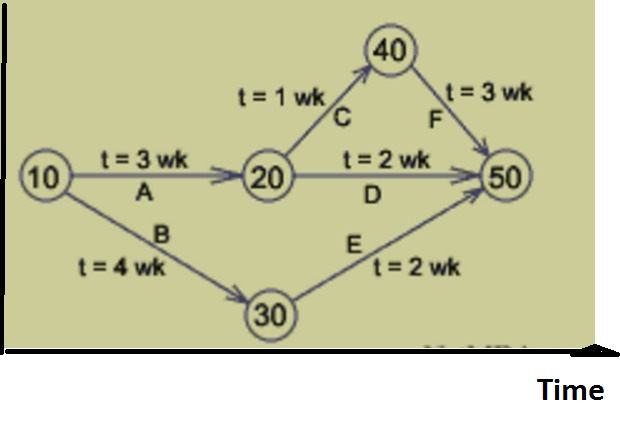 40
t = 1 wk
t = 3 wk
C
F
t = 3 wk
t = 2 wk
10
20
50
A
D
B
E
t = 4 wk
t = 2 wk
30
Time